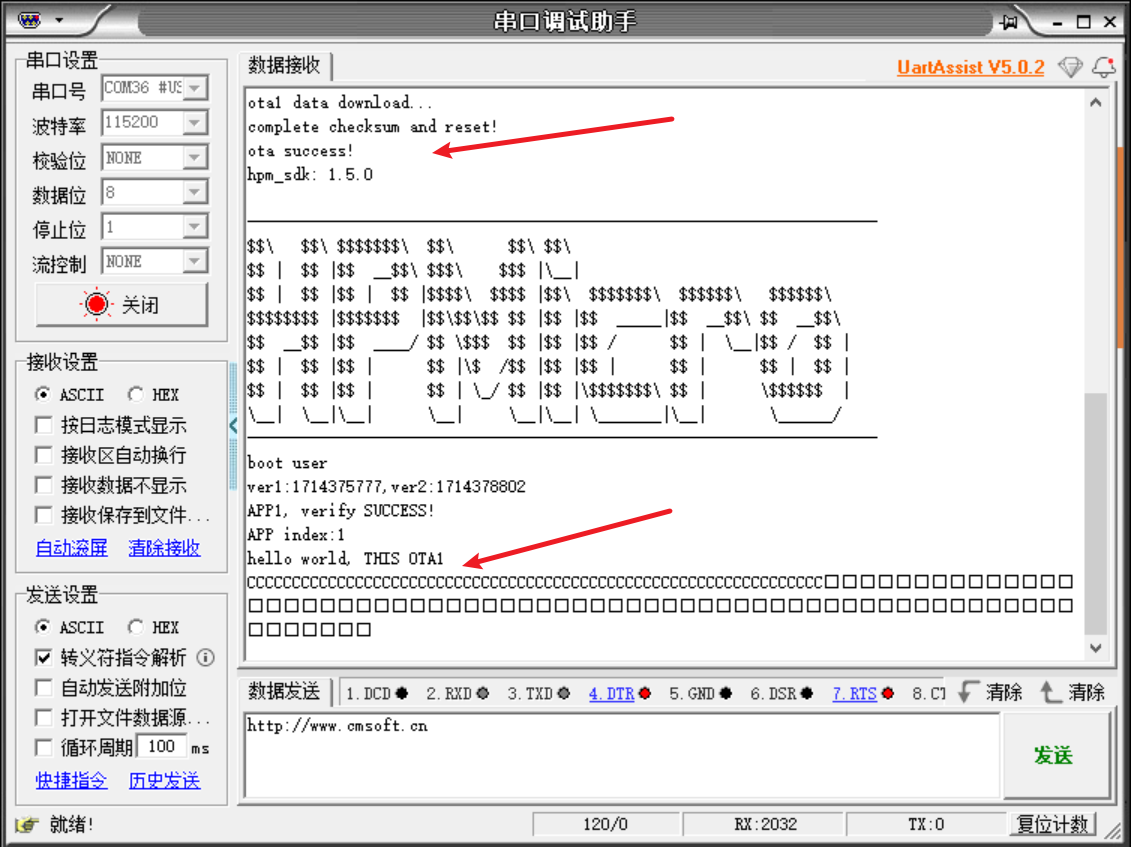 串口调试助手
串口设置
串口号 COM36 #US
波特率 115200
校验位 NONE
数据位 8
停止位 1
流控制 NONE
关闭
接收设置
ASCII HEX
按日志模式显示
接收区自动换行
接收数据不显示
接收保存到文件...
自动滚屏 清除接收
发送设置
ASCII HEX
转义符指令解析
自动发送附加位
打开文件数据源...
循环周期 100 ms
快捷指令 历史发送
数据接收 UartAssist V5.0.2
ota1 data download...
complete checksum and reset!
ota success!
hpm_sdk: 1.5.0
----------------------------------------------------------------------
$$\   $$\ $$$$$$$\  $$\      $$\ $$\
$$ |  $$ |$$  __$$\ $$$\    $$$ |\__|
$$ |  $$ |$$ |  $$ |$$$$\  $$$$ |$$\  $$$$$$$\  $$$$$$\   $$$$$$\
$$$$$$$$ |$$$$$$$  |$$\$$\$$ $$ |$$ |$$  _____|$$  __$$\ $$  __$$\
$$  __$$ |$$  ____/ $$ \$$$  $$ |$$ |$$ /      $$ |  \__|$$ /  $$ |
$$ |  $$ |$$ |      $$ |\$  /$$ |$$ |$$ |      $$ |      $$ |  $$ |
$$ |  $$ |$$ |      $$ | \_/ $$ |$$ |\$$$$$$$\ $$ |      \$$$$$$  |
\__|  \__|\__|      \__|     \__|\__| \_______|\__|       \______/
----------------------------------------------------------------------
boot user
ver1:1714375777,ver2:1714378802
APP1, verify SUCCESS!
APP index:1
hello world, THIS OTA1
CCCCCCCCCCCCCCCCCCCCCCCCCCCCCCCCCCCCCCCCCCCCCCCCCCCCCCCCCCCCCCCC□□□□□□□□□□□□□□
□□□□□□□□□□□□□□□□□□□□□□□□□□□□□□□□□□□□□□□□□□□□□□
□□□□□□□
数据发送 1.DCD 2.RXD 3.TXD 4.DTR 5.GND 6.DSR 7.RTS 8.CT 清除 清除
http://www.cmsoft.cn
发送
就绪! 120/0 RX:2032 TX:0 复位计数